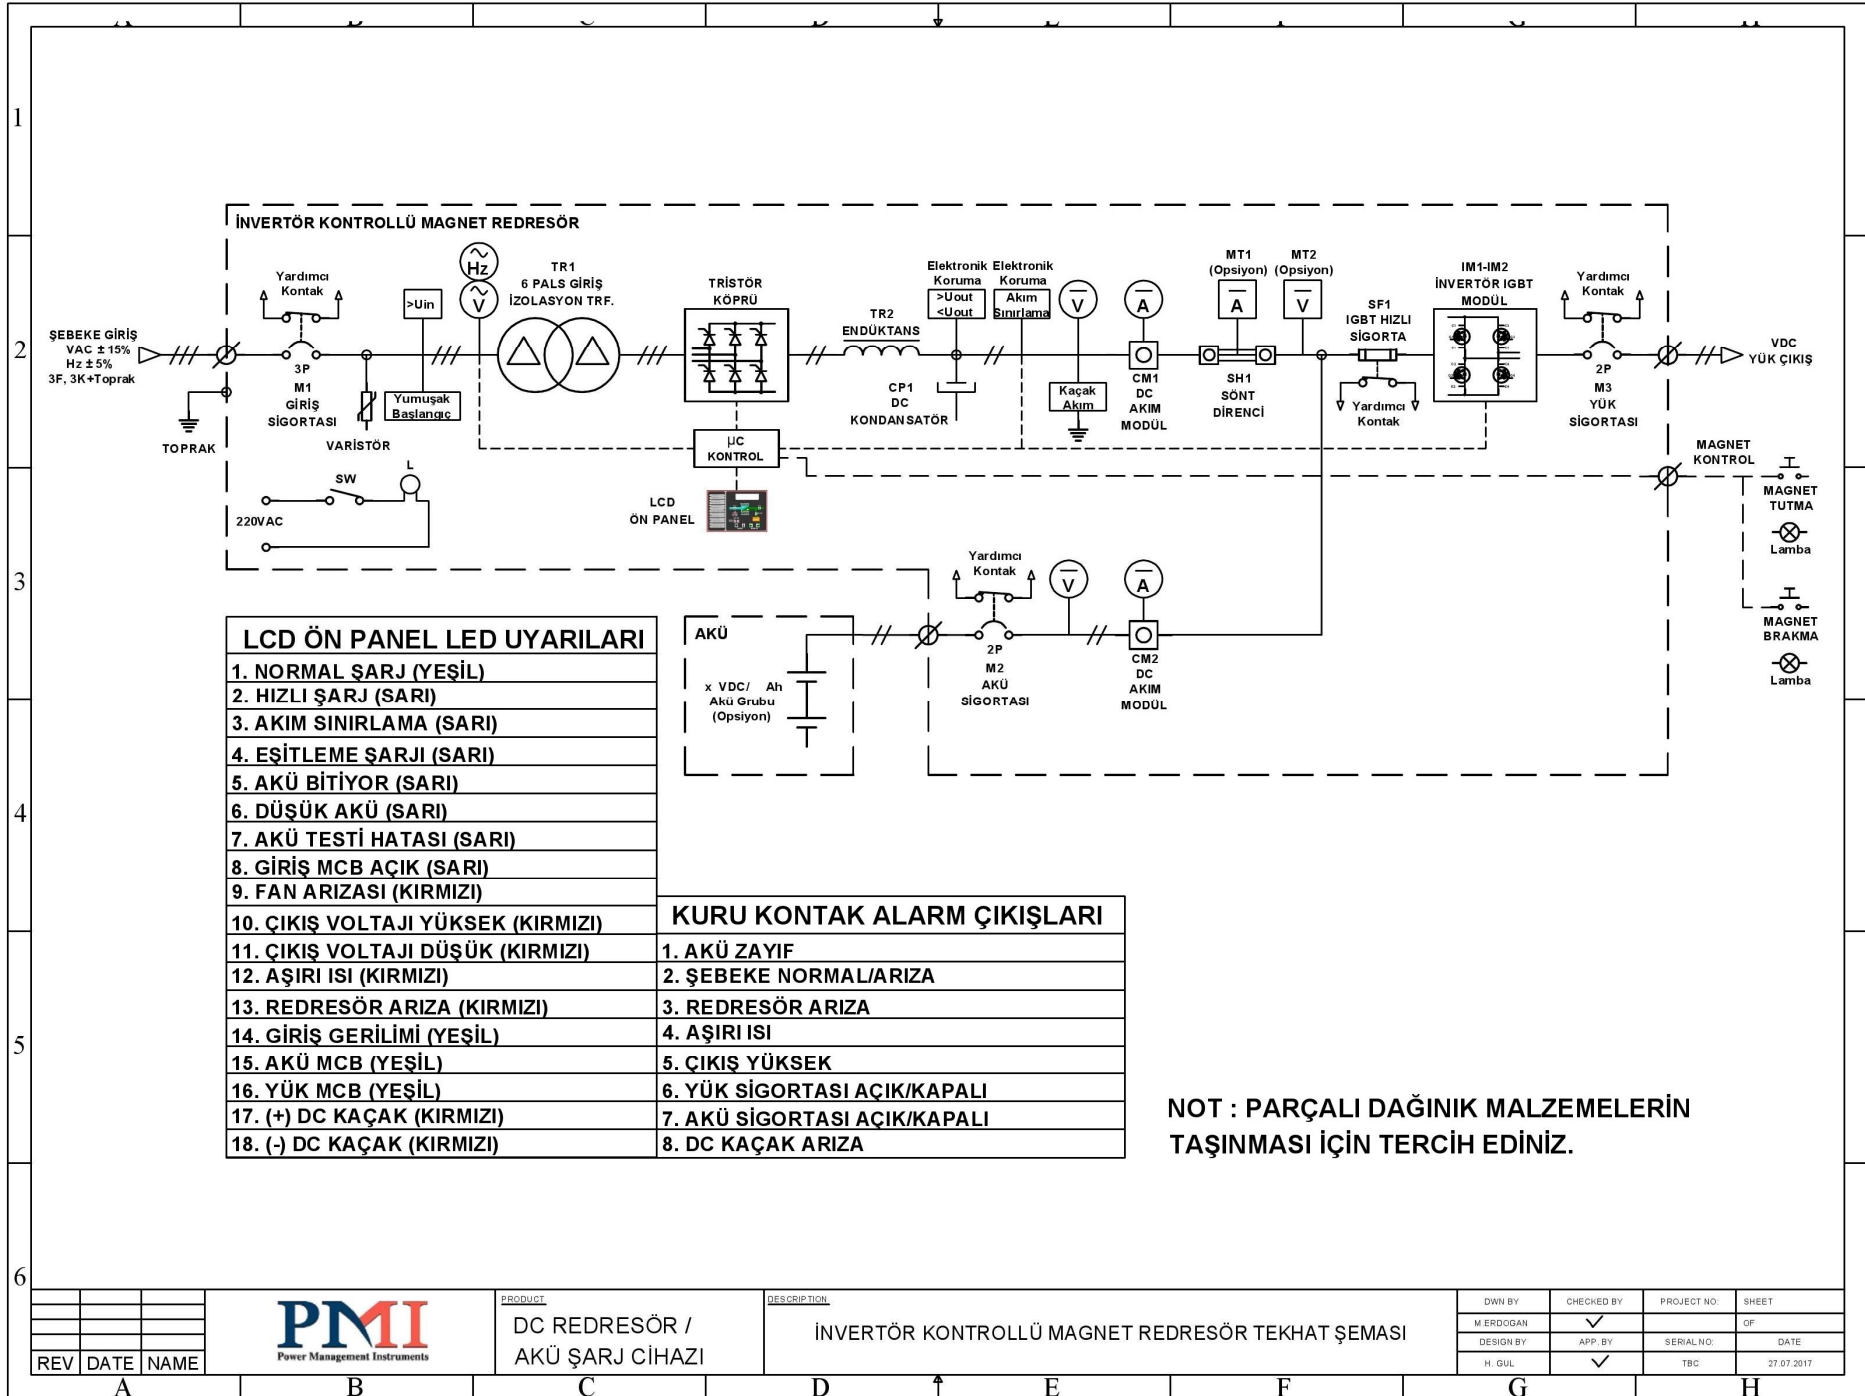 İNVERTÖR KONTROLLÜ MAGNET REDRESÖR
ŞEBEKE GİRİŞ
VAC ± 15%
Hz ± 5%
3F, 3K+Toprak
TOPRAK
Yardımcı
Kontak
3P
M1
GİRİŞ
SİGORTASI
VARİSTÖR
>Uin
Yumuşak
Başlangıç
Hz
V
TR1
6 PALS GİRİŞ
İZOLASYON TRF.
TRİSTÖR
KÖPRÜ
µC
KONTROL
LCD
ÖN PANEL
TR2
ENDÜKTANS
Elektronik
Koruma
>Uout
<Uout
CP1
DC
KONDANSATÖR
Elektronik
Koruma
Akım
Sınırlama
V
Kaçak
Akım
A
CM1
DC
AKIM
MODÜL
MT1
(Opsiyon)
A
SH1
SÖNT
DİRENCİ
MT2
(Opsiyon)
V
SF1
IGBT HIZLI
SİGORTA
Yardımcı
Kontak
IM1-IM2
İNVERTÖR IGBT
MODÜL
Yardımcı
Kontak
2P
M3
YÜK
SİGORTASI
VDC
YÜK ÇIKIŞ
MAGNET
KONTROL
MAGNET
TUTMA
Lamba
MAGNET
BRAKMA
Lamba
SW
L
220VAC
AKÜ
x VDC/ Ah
Akü Grubu
(Opsiyon)
Yardımcı
Kontak
2P
M2
AKÜ
SİGORTASI
V
A
CM2
DC
AKIM
MODÜL
LCD ÖN PANEL LED UYARILARI
1. NORMAL ŞARJ (YEŞİL)
2. HIZLI ŞARJ (SARI)
3. AKIM SINIRLAMA (SARI)
4. EŞİTLEME ŞARJI (SARI)
5. AKÜ BİTİYOR (SARI)
6. DÜŞÜK AKÜ (SARI)
7. AKÜ TESTİ HATASI (SARI)
8. GİRİŞ MCB AÇIK (SARI)
9. FAN ARIZASI (KIRMIZI)
10. ÇIKIŞ VOLTAJI YÜKSEK (KIRMIZI)
11. ÇIKIŞ VOLTAJI DÜŞÜK (KIRMIZI)
12. AŞIRI ISI (KIRMIZI)
13. REDRESÖR ARIZA (KIRMIZI)
14. GİRİŞ GERİLİMİ (YEŞİL)
15. AKÜ MCB (YEŞİL)
16. YÜK MCB (YEŞİL)
17. (+) DC KAÇAK (KIRMIZI)
18. (-) DC KAÇAK (KIRMIZI)
KURU KONTAK ALARM ÇIKIŞLARI
1. AKÜ ZAYIF
2. ŞEBEKE NORMAL/ARIZA
3. REDRESÖR ARIZA
4. AŞIRI ISI
5. ÇIKIŞ YÜKSEK
6. YÜK SİGORTASI AÇIK/KAPALI
7. AKÜ SİGORTASI AÇIK/KAPALI
8. DC KAÇAK ARIZA
NOT : PARÇALI DAĞINIK MALZEMELERİN
TAŞINMASI İÇİN TERCİH EDİNİZ.
1
2
3
4
5
6
REV DATE NAME
PMI
Power Management Instruments
PRODUCT
DC REDRESÖR /
AKÜ ŞARJ CİHAZI
DESCRIPTION
İNVERTÖR KONTROLLÜ MAGNET REDRESÖR TEKHAT ŞEMASI
DWN BY CHECKED BY PROJECT NO: SHEET
M.ERDOGAN OF
DESIGN BY APP. BY SERIAL NO: DATE
H. GUL TBC 27.07.2017
A B C D E F G H